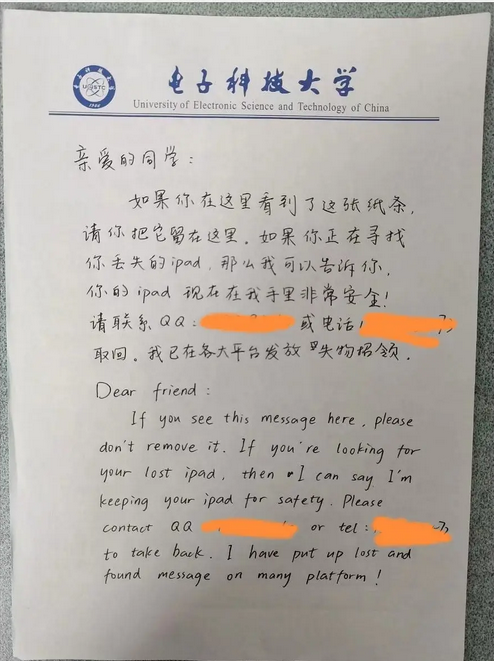 UESTC
1956
电子科技大学
University of Electronic Science and Technology of China
亲爱的同学:
如果你在这里看到了这张纸条,
请你把它留在这里。如果你正在寻找
你丢失的ipad,那么我可以告诉你,
你的ipad 现在在我手里非常安全!
请联系QQ: 或电话:
取回。我已在各大平台发放失物招领。
Dear friend:
If you see this message here, please
don't remove it. If you're looking for
your lost ipad, then I can say I'm
keeping your ipad for safety. Please
contact QQ or tel:
to take back. I have put up lost and
found message on many platform!